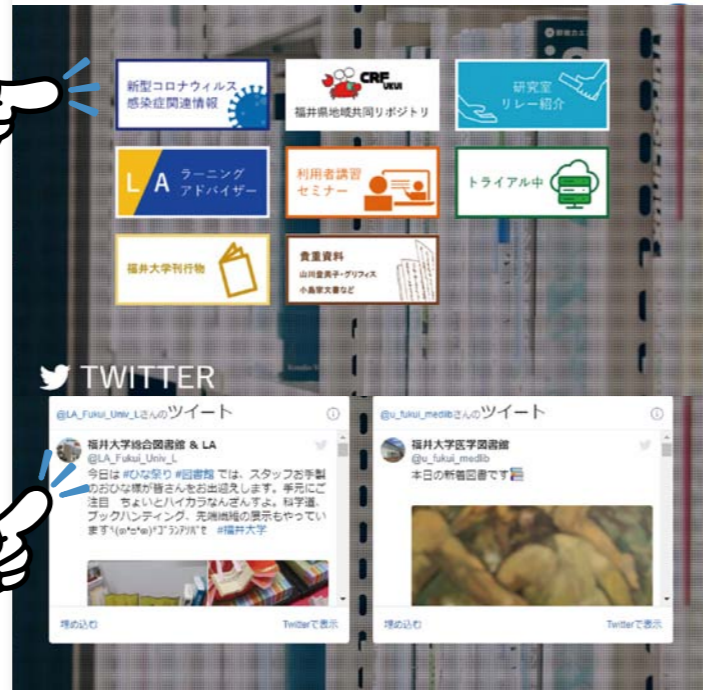 新型コロナウィルス
感染症関連情報
CRF
UKUI
福井県地域共同リポジトリ
研究室
リレー紹介
LA
ラーニング
アドバイザー
利用者講習
セミナー
トライアル中
福井大学刊行物
貴重資料
山川登美子・グリフィス
小島家文書など
TWITTER
@LA_Fukui_Univ_Lさんのツイート
福井大学総合図書館 & LA
@LA_Fukui_Univ_L
今日は #ひな祭り #図書館 では、スタッフお手製
のおひな様が皆さんをお出迎えします。手元にご
注目 ちょいとハイカラなんざんすよ。科学道、
ブックハンティング、先端繊維の展示もやってい
ます
#福井大学
埋め込む
Twitterで表示
@u_fukui_medlibさんのツイート
福井大学医学図書館
@u_fukui_medlib
本日の新着図書です
埋め込む
Twitterで表示